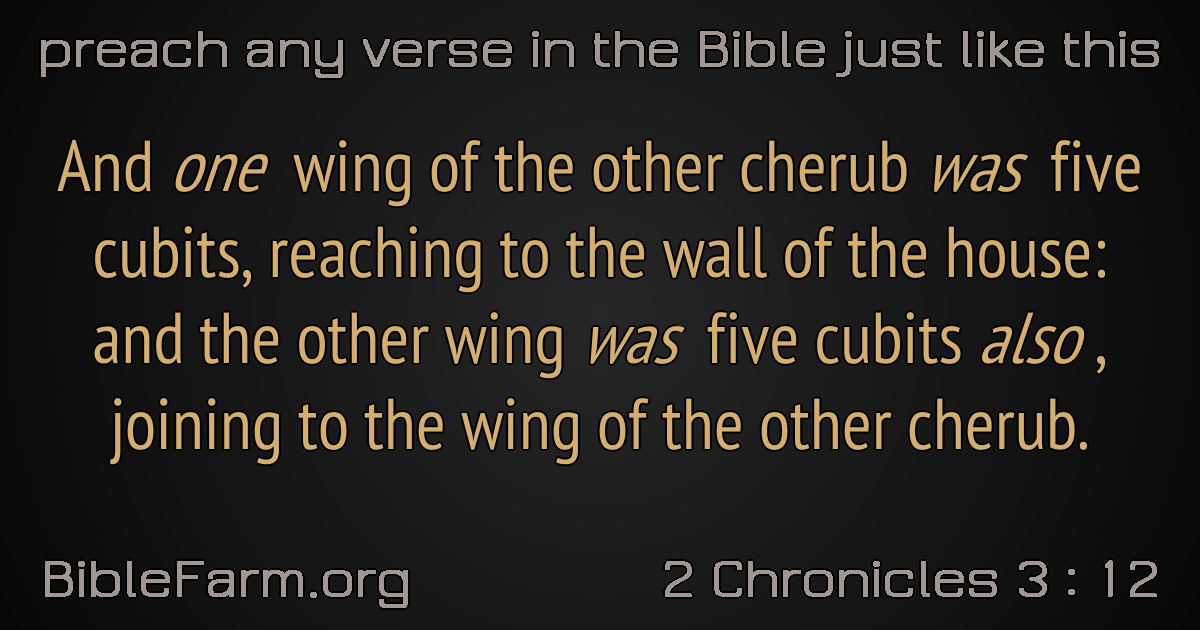 preach any verse in the Bible just like this
And one wing of the other cherub was five
cubits, reaching to the wall of the house:
and the other wing was five cubits also ,
joining to the wing of the other cherub.
BibleFarm.org
2 Chronicles 3 : 12